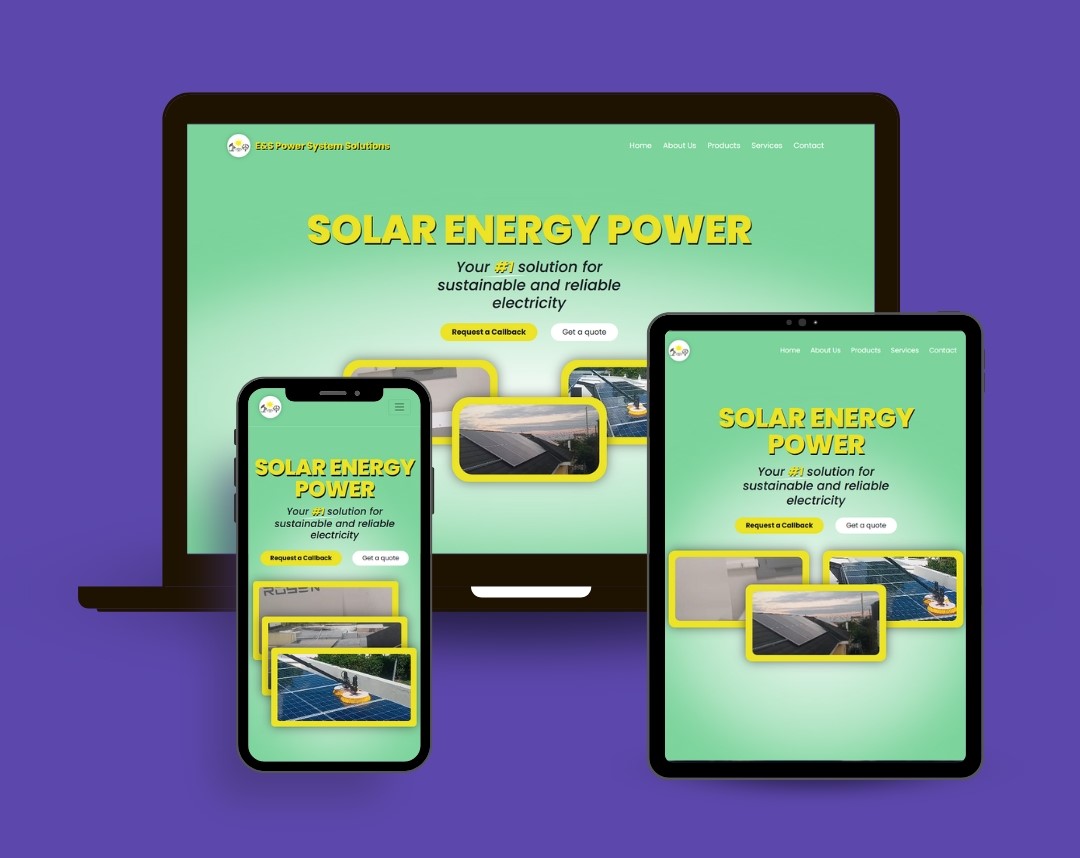 E&S Power System Solutions
Home About Us Products Services Contact
SOLAR ENERGY POWER
Your #1 solution for
sustainable and reliable
electricity
Request a Callback Get a quote
SOLAR ENERGY
POWER
Your #1 solution for
sustainable and reliable
electricity
Request a Callback Get a quote
ROSEN
Home About Us Products Services Contact
SOLAR ENERGY
POWER
Your #1 solution for
sustainable and reliable
electricity
Request a Callback Get a quote